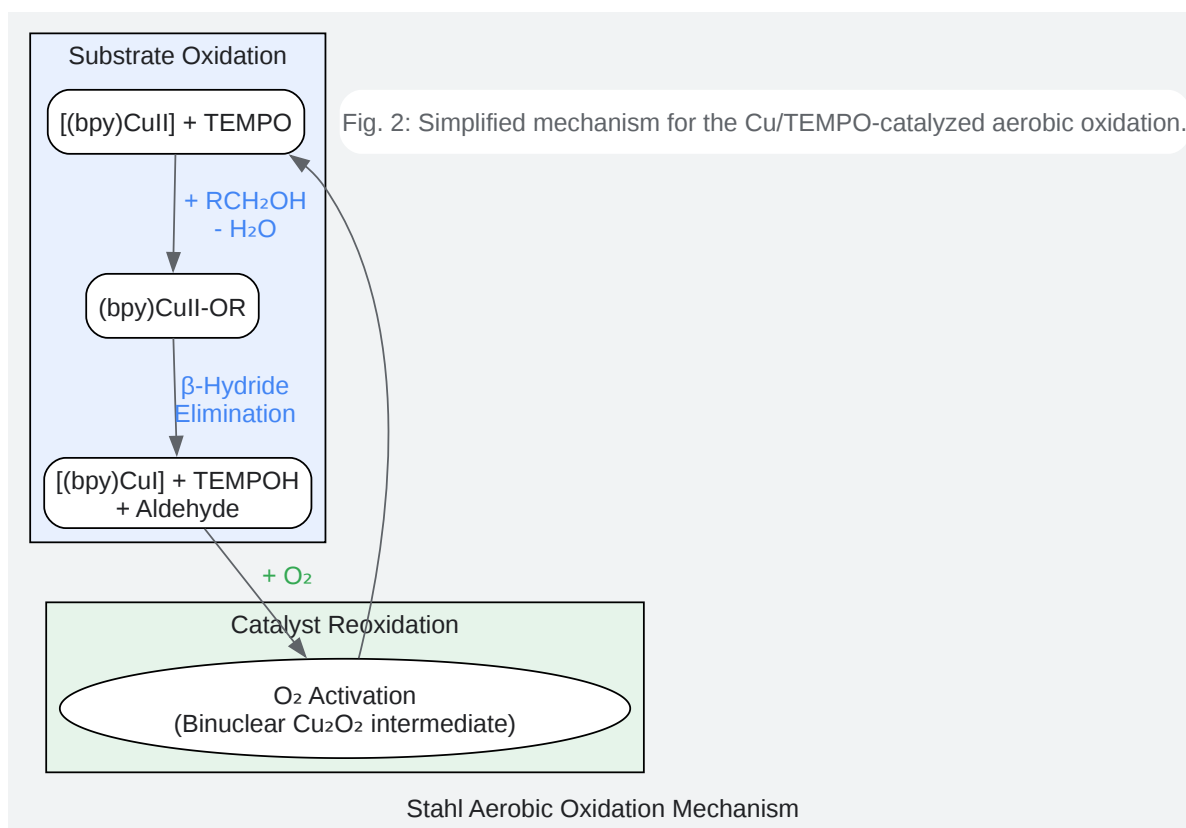 Substrate Oxidation
[(bpy)CuII] + TEMPO
Fig. 2: Simplified mechanism for the Cu/TEMPO-catalyzed aerobic oxidation.
+ RCH₂OH
- H₂O
(bpy)CuII-OR
β-Hydride
Elimination
[(bpy)CuI] + TEMPOH
+ Aldehyde
+ O₂
Catalyst Reoxidation
O₂ Activation
(Binuclear Cu₂O₂ intermediate)
Stahl Aerobic Oxidation Mechanism